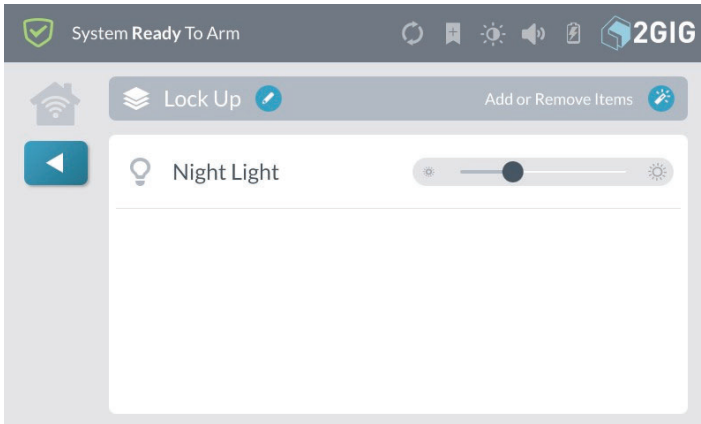 System Ready To Arm
2GIG
Lock Up
Add or Remove Items
Night Light